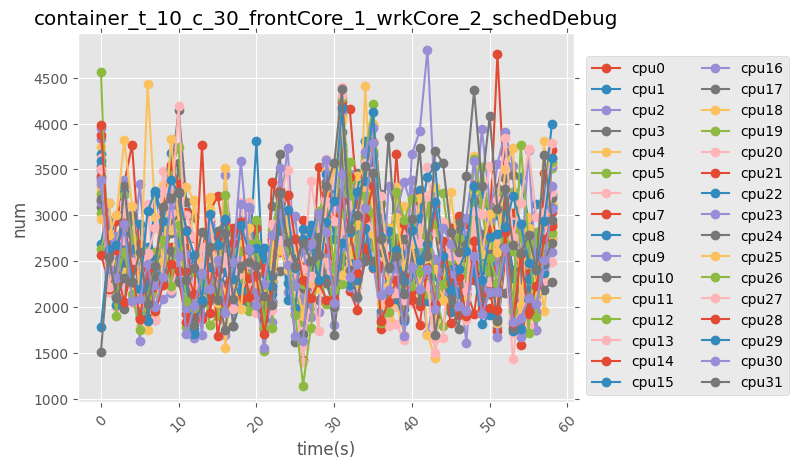 container_t_10_c_30_frontCore_1_wrkCore_2_schedDebug
num
4500
4000
3500
3000
2500
2000
1500
1000
0
10
20
30
40
50
60
time(s)
cpu0
cpu1
cpu2
cpu3
cpu4
cpu5
cpu6
cpu7
cpu8
cpu9
cpu10
cpu11
cpu12
cpu13
cpu14
cpu15
cpu16
cpu17
cpu18
cpu19
cpu20
cpu21
cpu22
cpu23
cpu24
cpu25
cpu26
cpu27
cpu28
cpu29
cpu30
cpu31